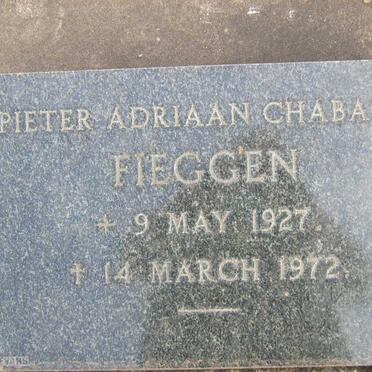 PIETER ADRIAAN CHABA
FIEGGEN
+ 9 MAY 1927.
† 14 MARCH 1972.